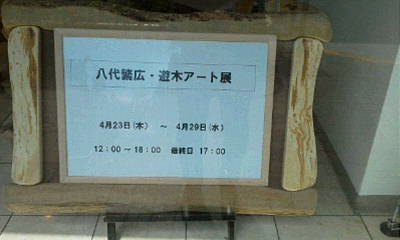 八代繁広・遊木アート展
4月23日(木) ～ 4月29日(水)
12:00～18:00 最終日 17:00